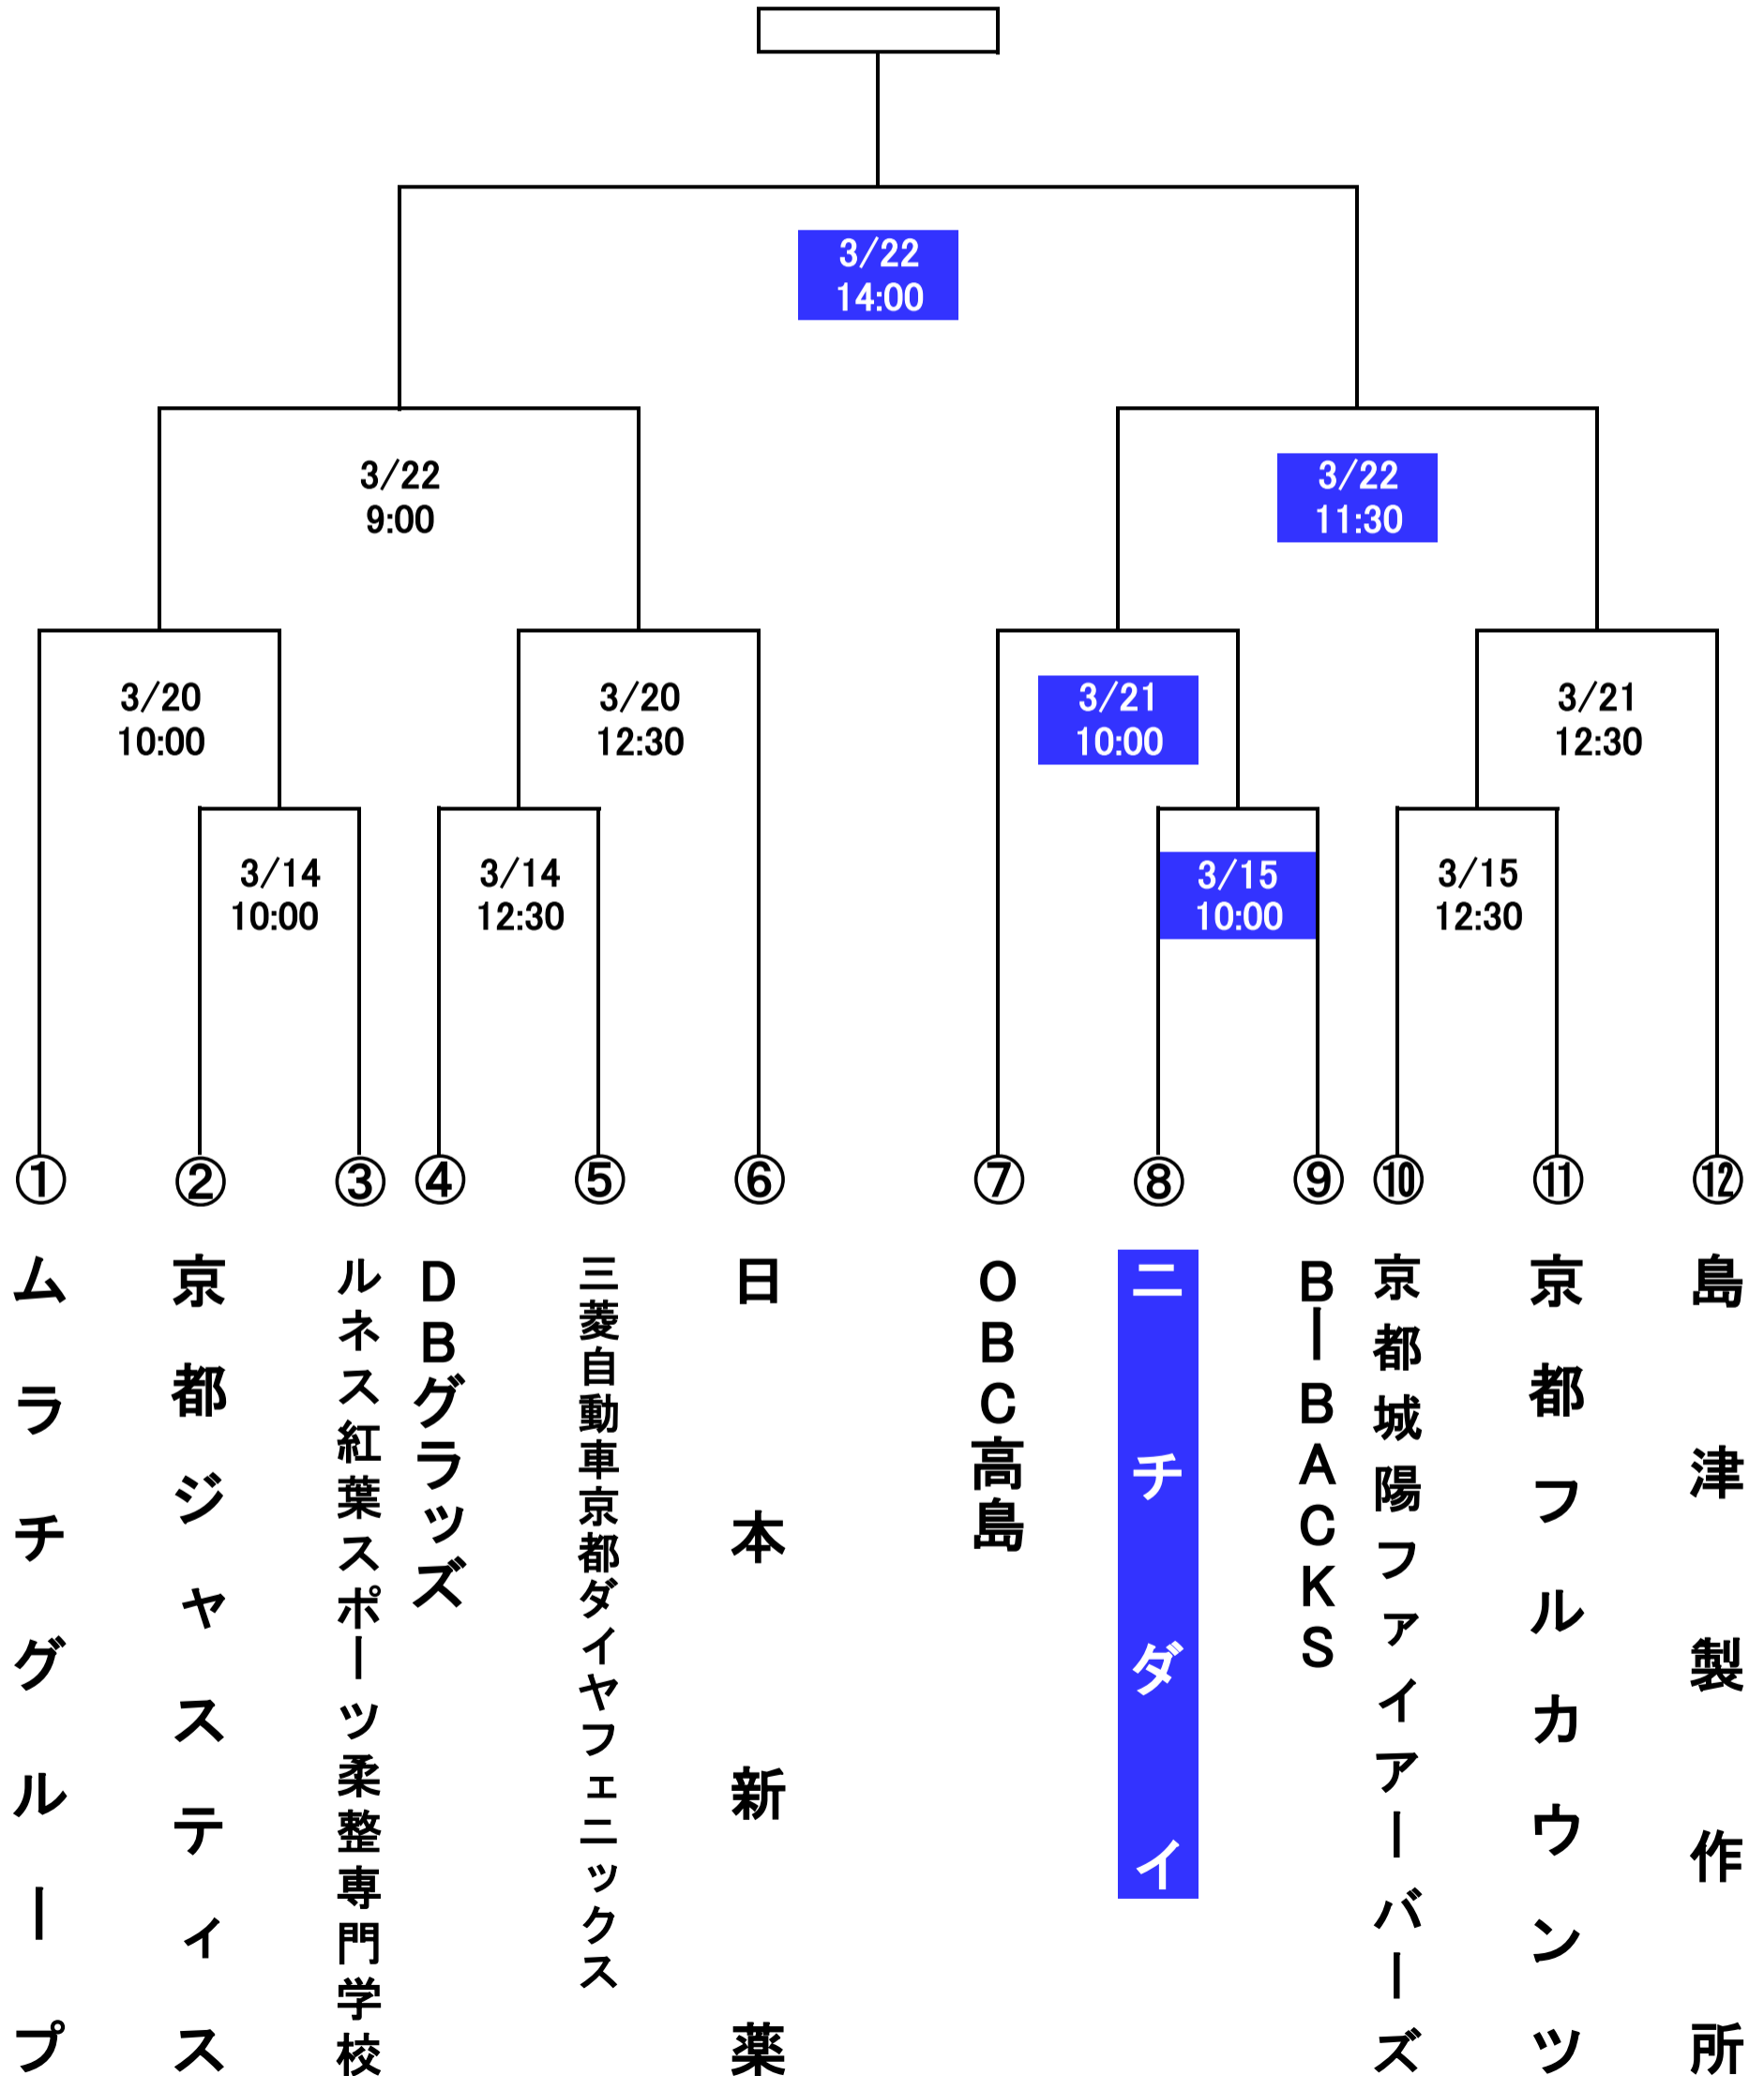 3/22
14:00
3/22
9:00
3/22
11:30
3/20
10:00
3/20
12:30
3/21
10:00
3/21
12:30
3/14
10:00
3/14
12:30
3/15
10:00
3/15
12:30
①
②
③
④
⑤
⑥
⑦
⑧
⑨
⑩
⑪
⑫
ムラチグループ
京都ジャスティス
ルネス紅葉スポーツ柔整専門学校
DBグラッズ
三菱自動車京都ダイヤフェニックス
日本新薬
OBC高島
ニチダイ
B-BACKS
京都城陽ファイアーバーズ
京都フルカウンツ
島津製作所